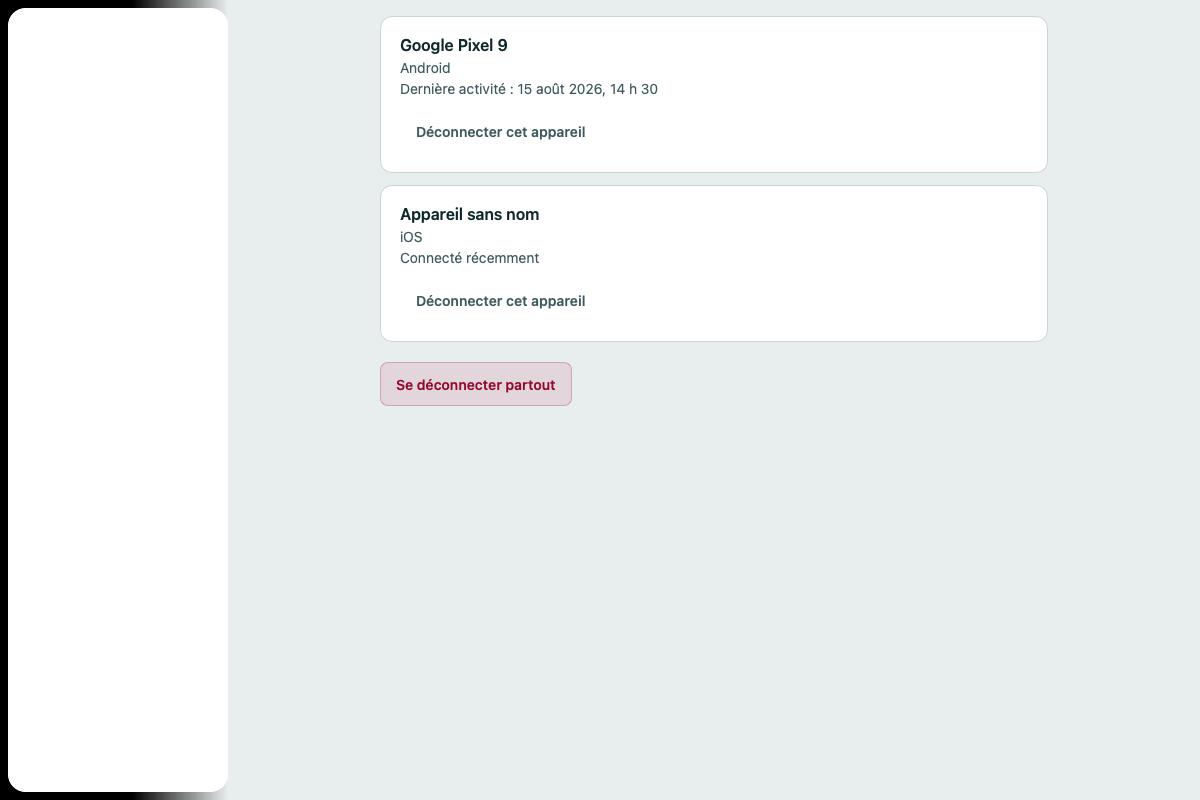 Google Pixel 9
Android
Dernière activité : 15 août 2026, 14 h 30
Déconnecter cet appareil
Appareil sans nom
iOS
Connecté récemment
Déconnecter cet appareil
Se déconnecter partout